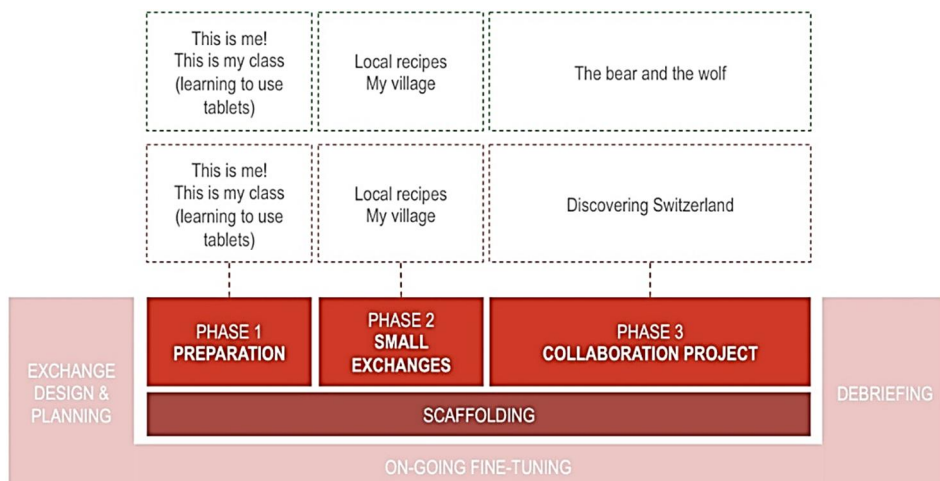 This is me!
This is my class
(learning to use
tablets)
Local recipes
My village
The bear and the wolf
This is me!
This is my class
(learning to use
tablets)
Local recipes
My village
Discovering Switzerland
EXCHANGE
DESIGN &
PLANNING
PHASE 1
PREPARATION
PHASE 2
SMALL
EXCHANGES
PHASE 3
COLLABORATION PROJECT
DEBRIEFING
SCAFFOLDING
ON-GOING FINE-TUNING